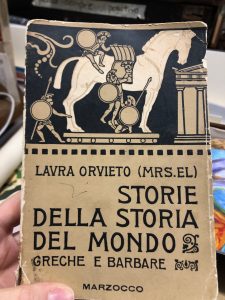 LAVRA ORVIETO (MRS. EL)
STORIE
DELLA STORIA
DEL MONDO
GRECHE E BARBARE
MARZOCCO